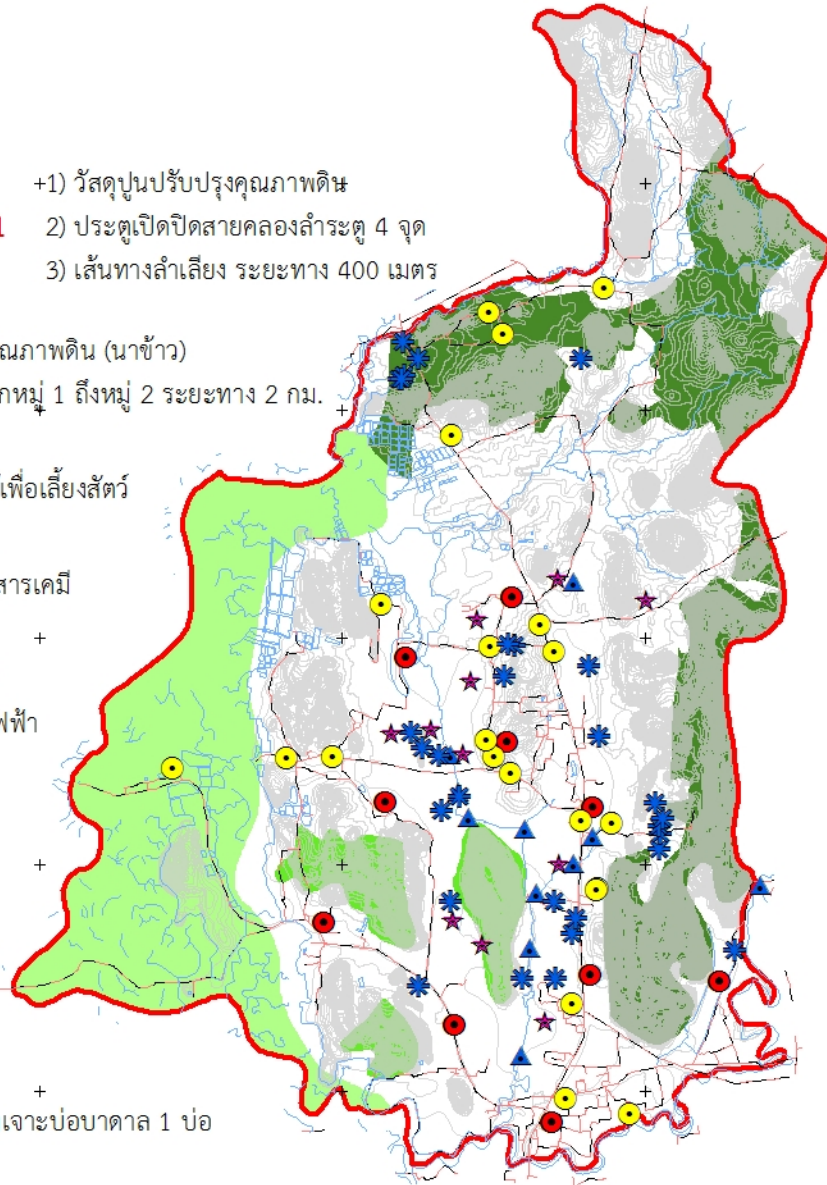 +1) วัสดุปูนปรับปรุงคุณภาพดิษ
2) ประตูเปิดปิดสายคลองลำระตู 4 จุด
3) เส้นทางลำเลียง ระยะทาง 400 เมตร
ณภาพดิน (นาข้าว)
กหมู่ 1 ถึงหมู่ 2 ระยะทาง 2 กม.
เพื่อเลี้ยงสัตว์
สารเคมี
ฟฟ้า
เจาะบ่อบาดาล 1 บ่อ